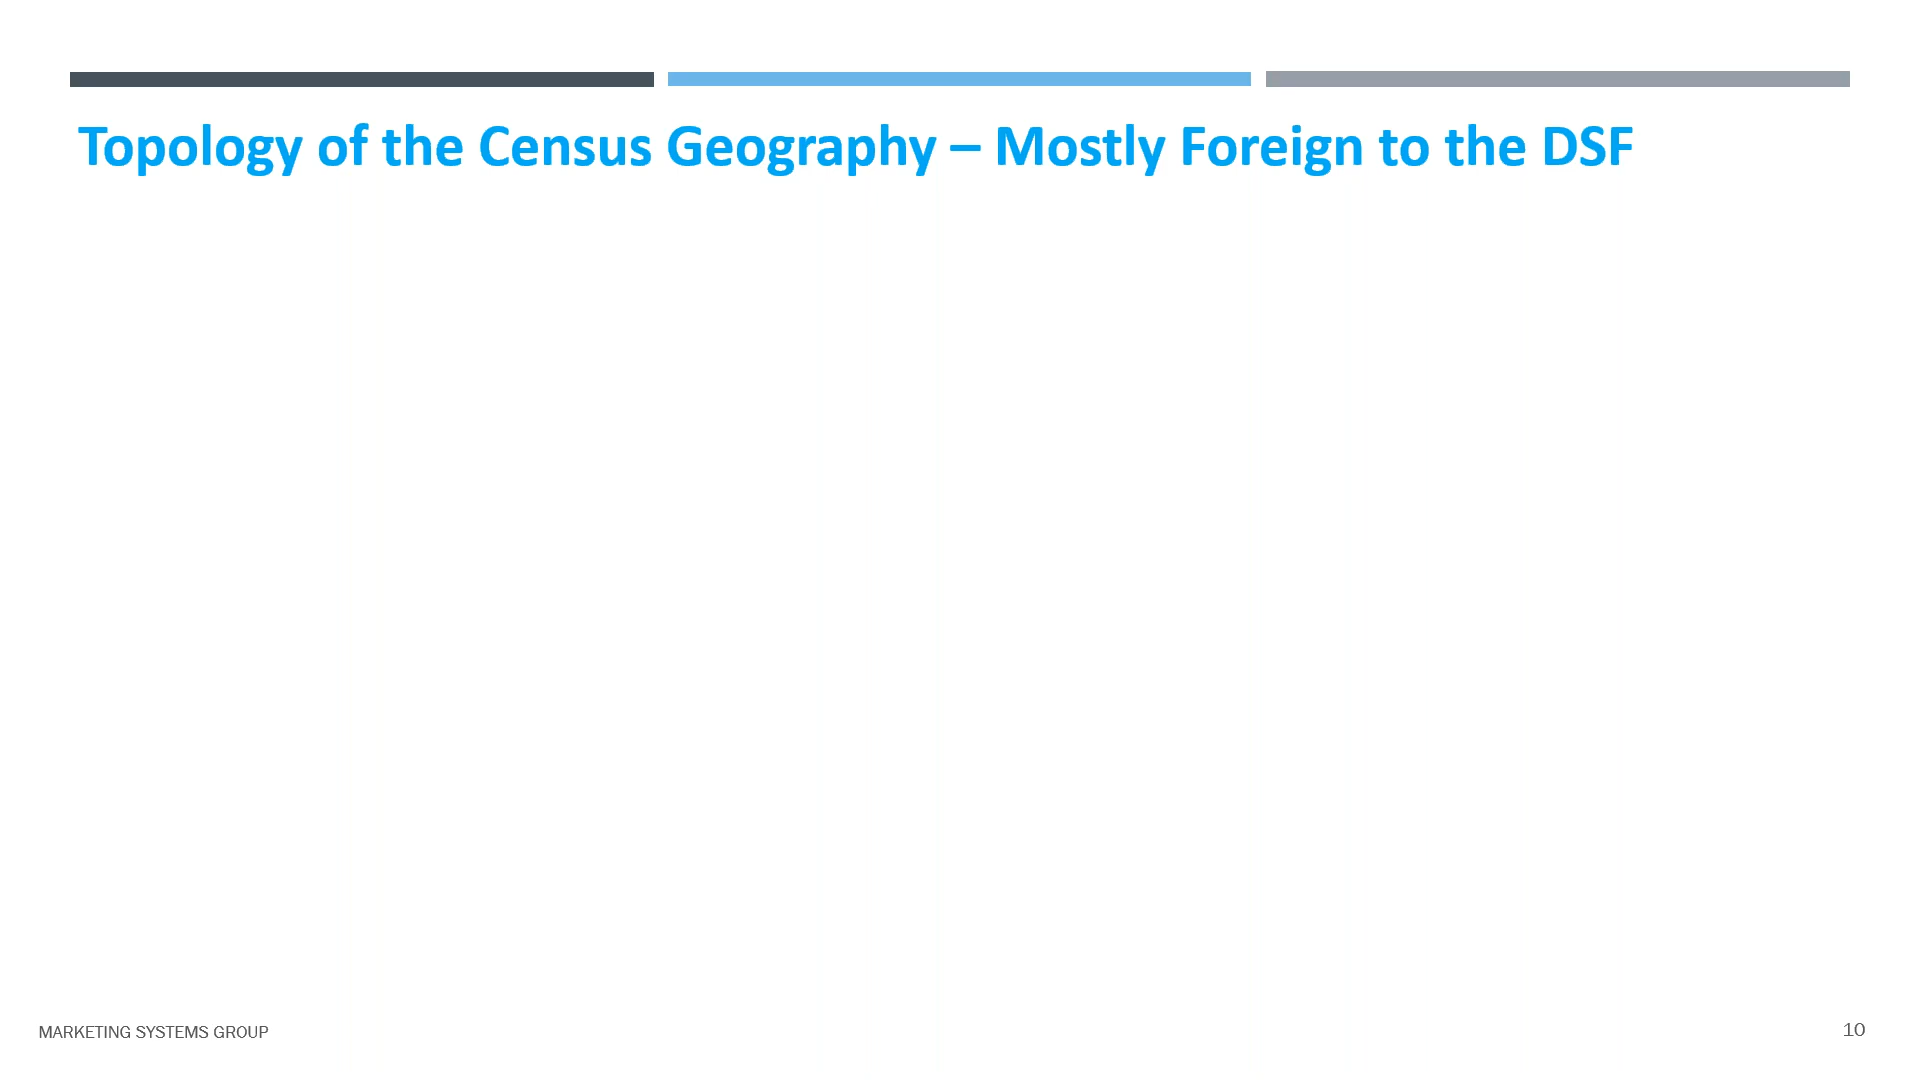 Topology of the Census Geography – Mostly Foreign to the DSF
MARKETING SYSTEMS GROUP
10